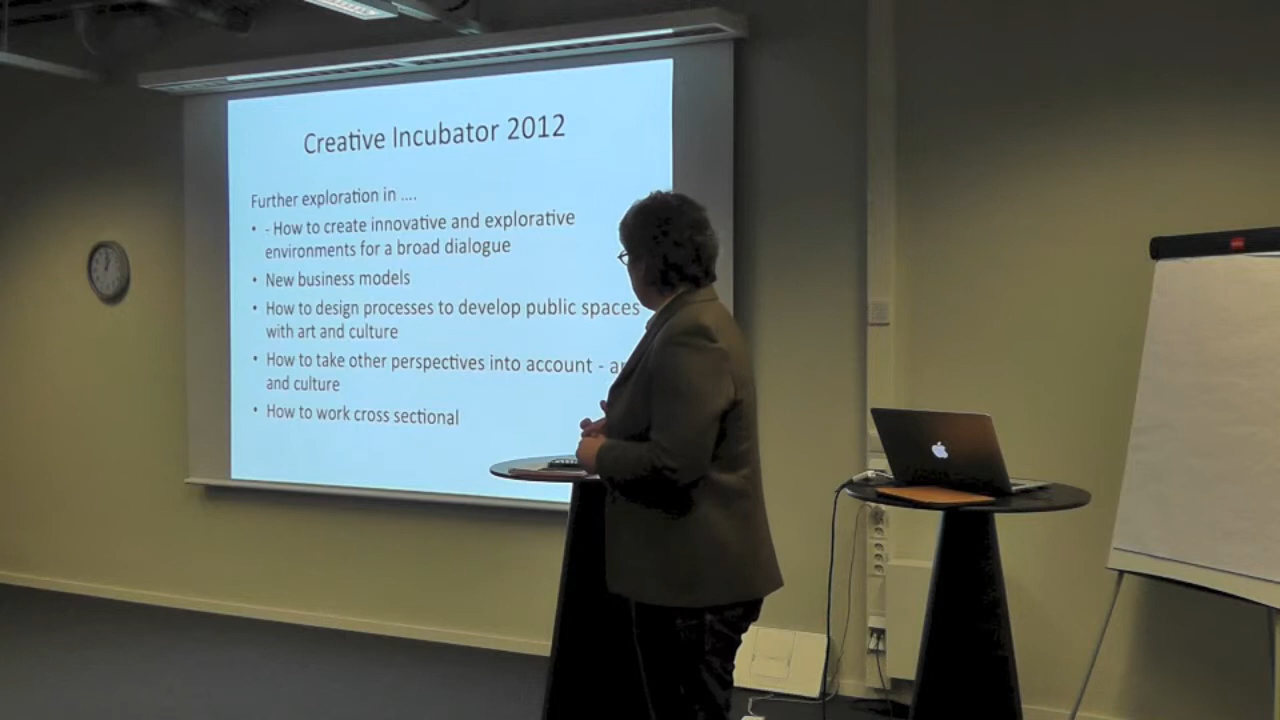 Creative Incubator 2012
Further exploration in ....
• - How to create innovative and explorative
environments for a broad dialogue
• New business models
• How to design processes to develop public spaces
with art and culture
• How to take other perspectives into account -
and culture
• How to work cross sectional